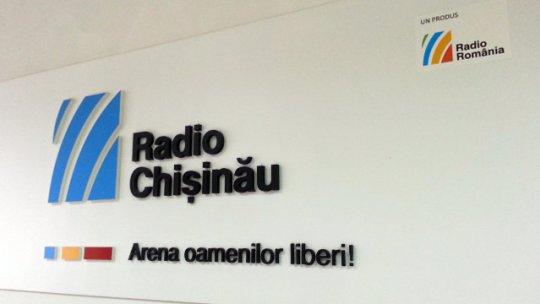 UN PRODUS
Radio
România
Radio
Chișinău
Arena oamenilor liberi!